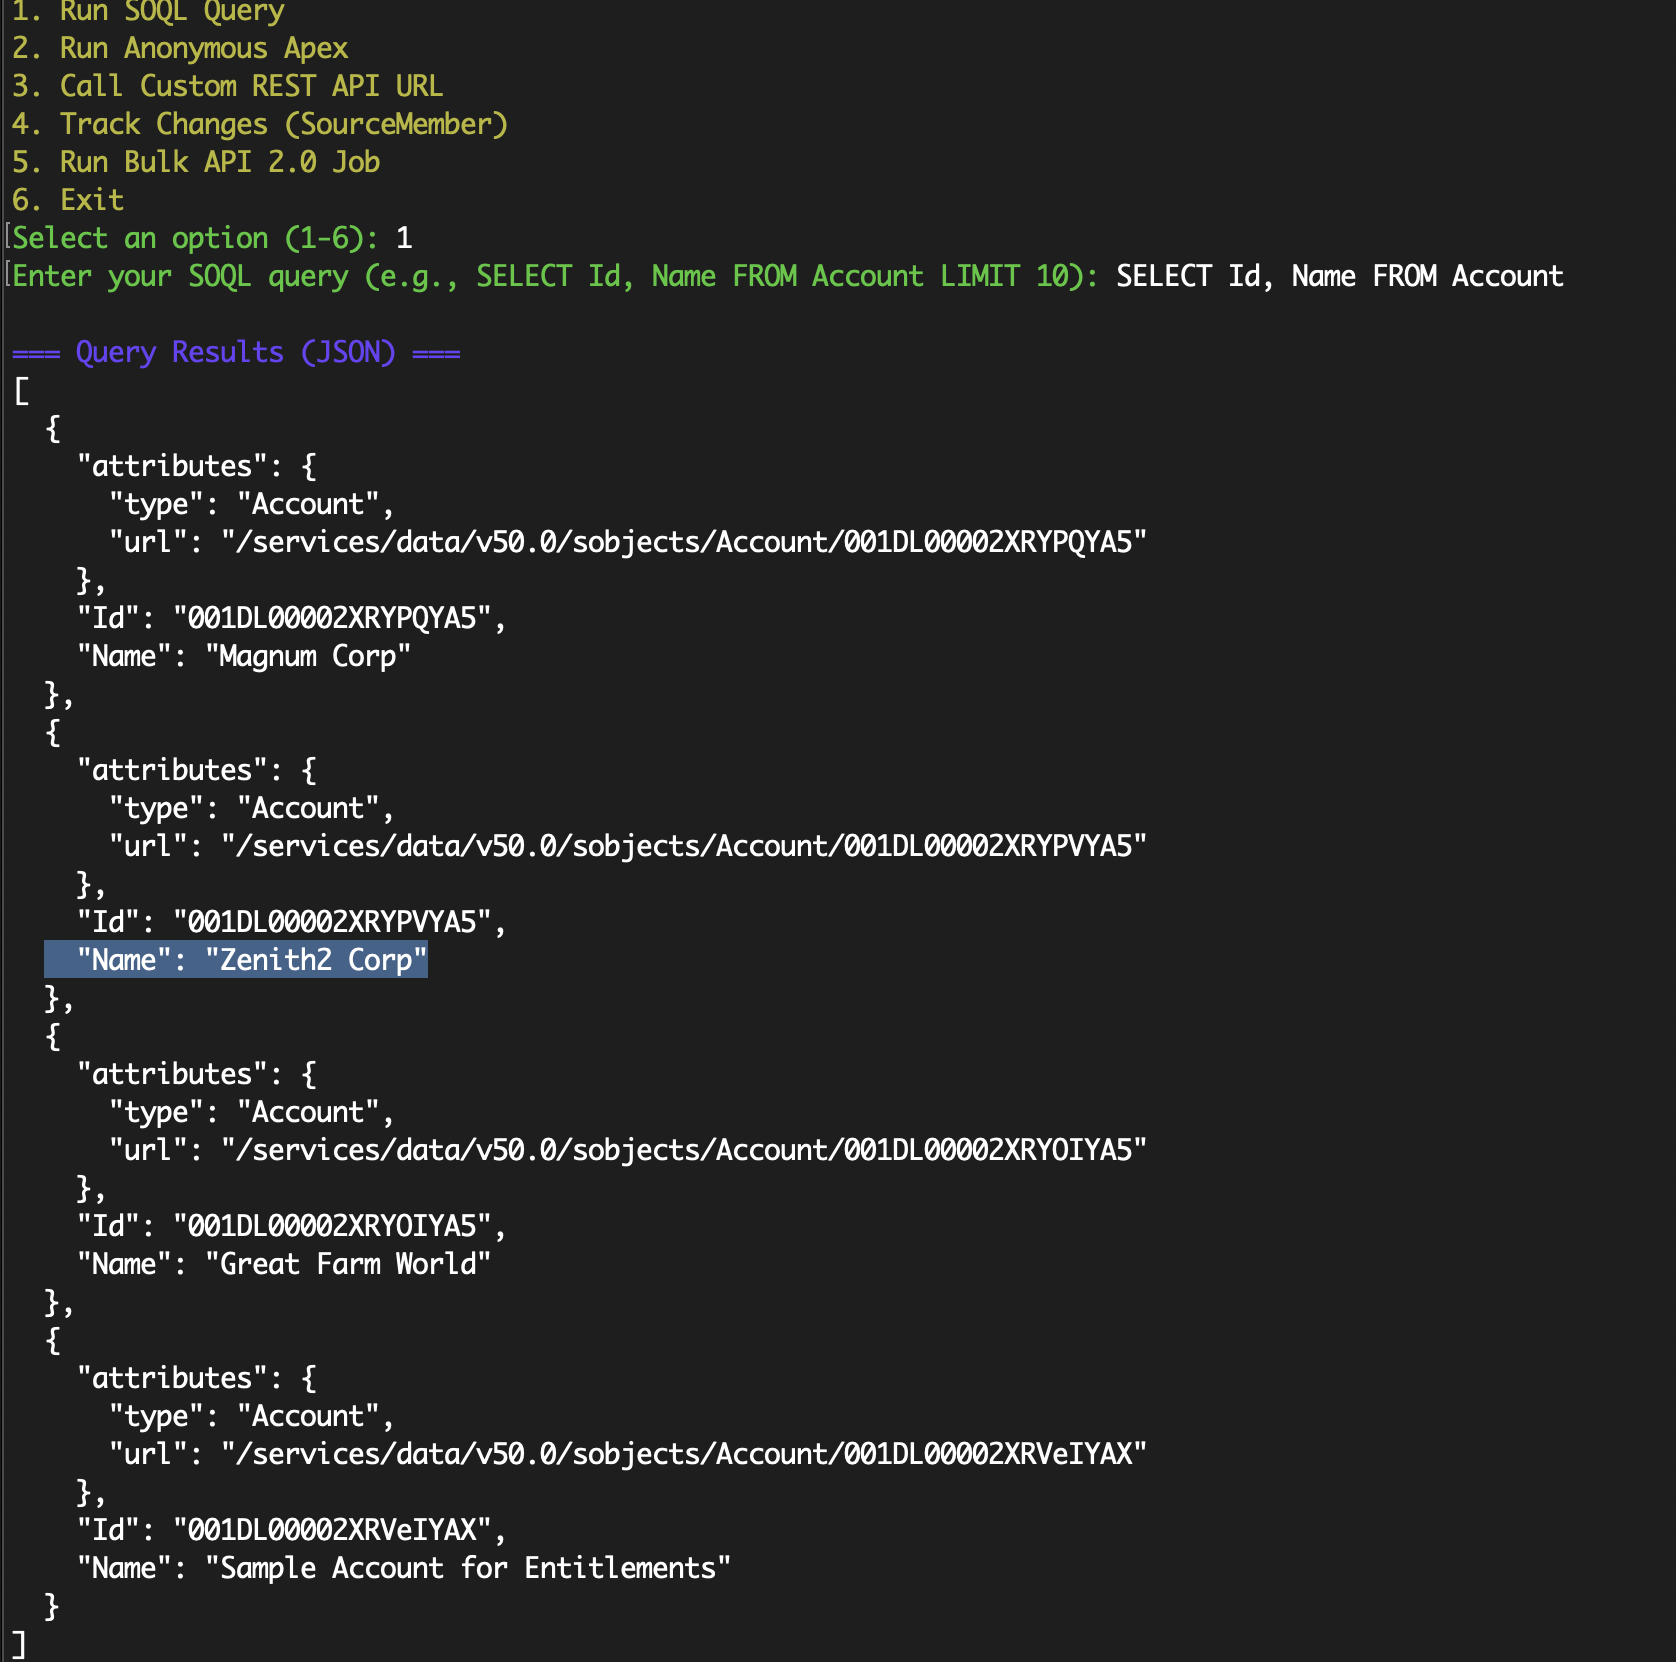 1. Run SOQL Query
2. Run Anonymous Apex
3. Call Custom REST API URL
4. Track Changes (SourceMember)
5. Run Bulk API 2.0 Job
6. Exit
[Select an option (1-6): 1
[Enter your SOQL query (e.g., SELECT Id, Name FROM Account LIMIT 10): SELECT Id, Name FROM Account

=== Query Results (JSON) ===
[
  {
    "attributes": {
      "type": "Account",
      "url": "/services/data/v50.0/sobjects/Account/001DL00002XRYPQYA5"
    },
    "Id": "001DL00002XRYPQYA5",
    "Name": "Magnum Corp"
  },
  {
    "attributes": {
      "type": "Account",
      "url": "/services/data/v50.0/sobjects/Account/001DL00002XRYPVYA5"
    },
    "Id": "001DL00002XRYPVYA5",
    "Name": "Zenith2 Corp"
  },
  {
    "attributes": {
      "type": "Account",
      "url": "/services/data/v50.0/sobjects/Account/001DL00002XRYOIYA5"
    },
    "Id": "001DL00002XRYOIYA5",
    "Name": "Great Farm World"
  },
  {
    "attributes": {
      "type": "Account",
      "url": "/services/data/v50.0/sobjects/Account/001DL00002XRVeIYAX"
    },
    "Id": "001DL00002XRVeIYAX",
    "Name": "Sample Account for Entitlements"
  }
]